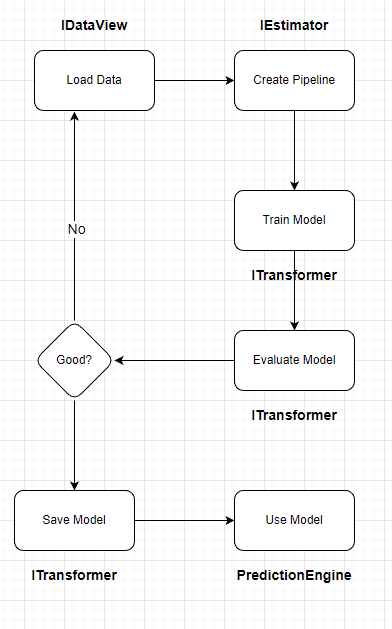 IDataView
IEstimator
Load Data
Create Pipeline
Train Model
No
ITransformer
Good?
Evaluate Model
ITransformer
Save Model
Use Model
ITransformer
PredictionEngine